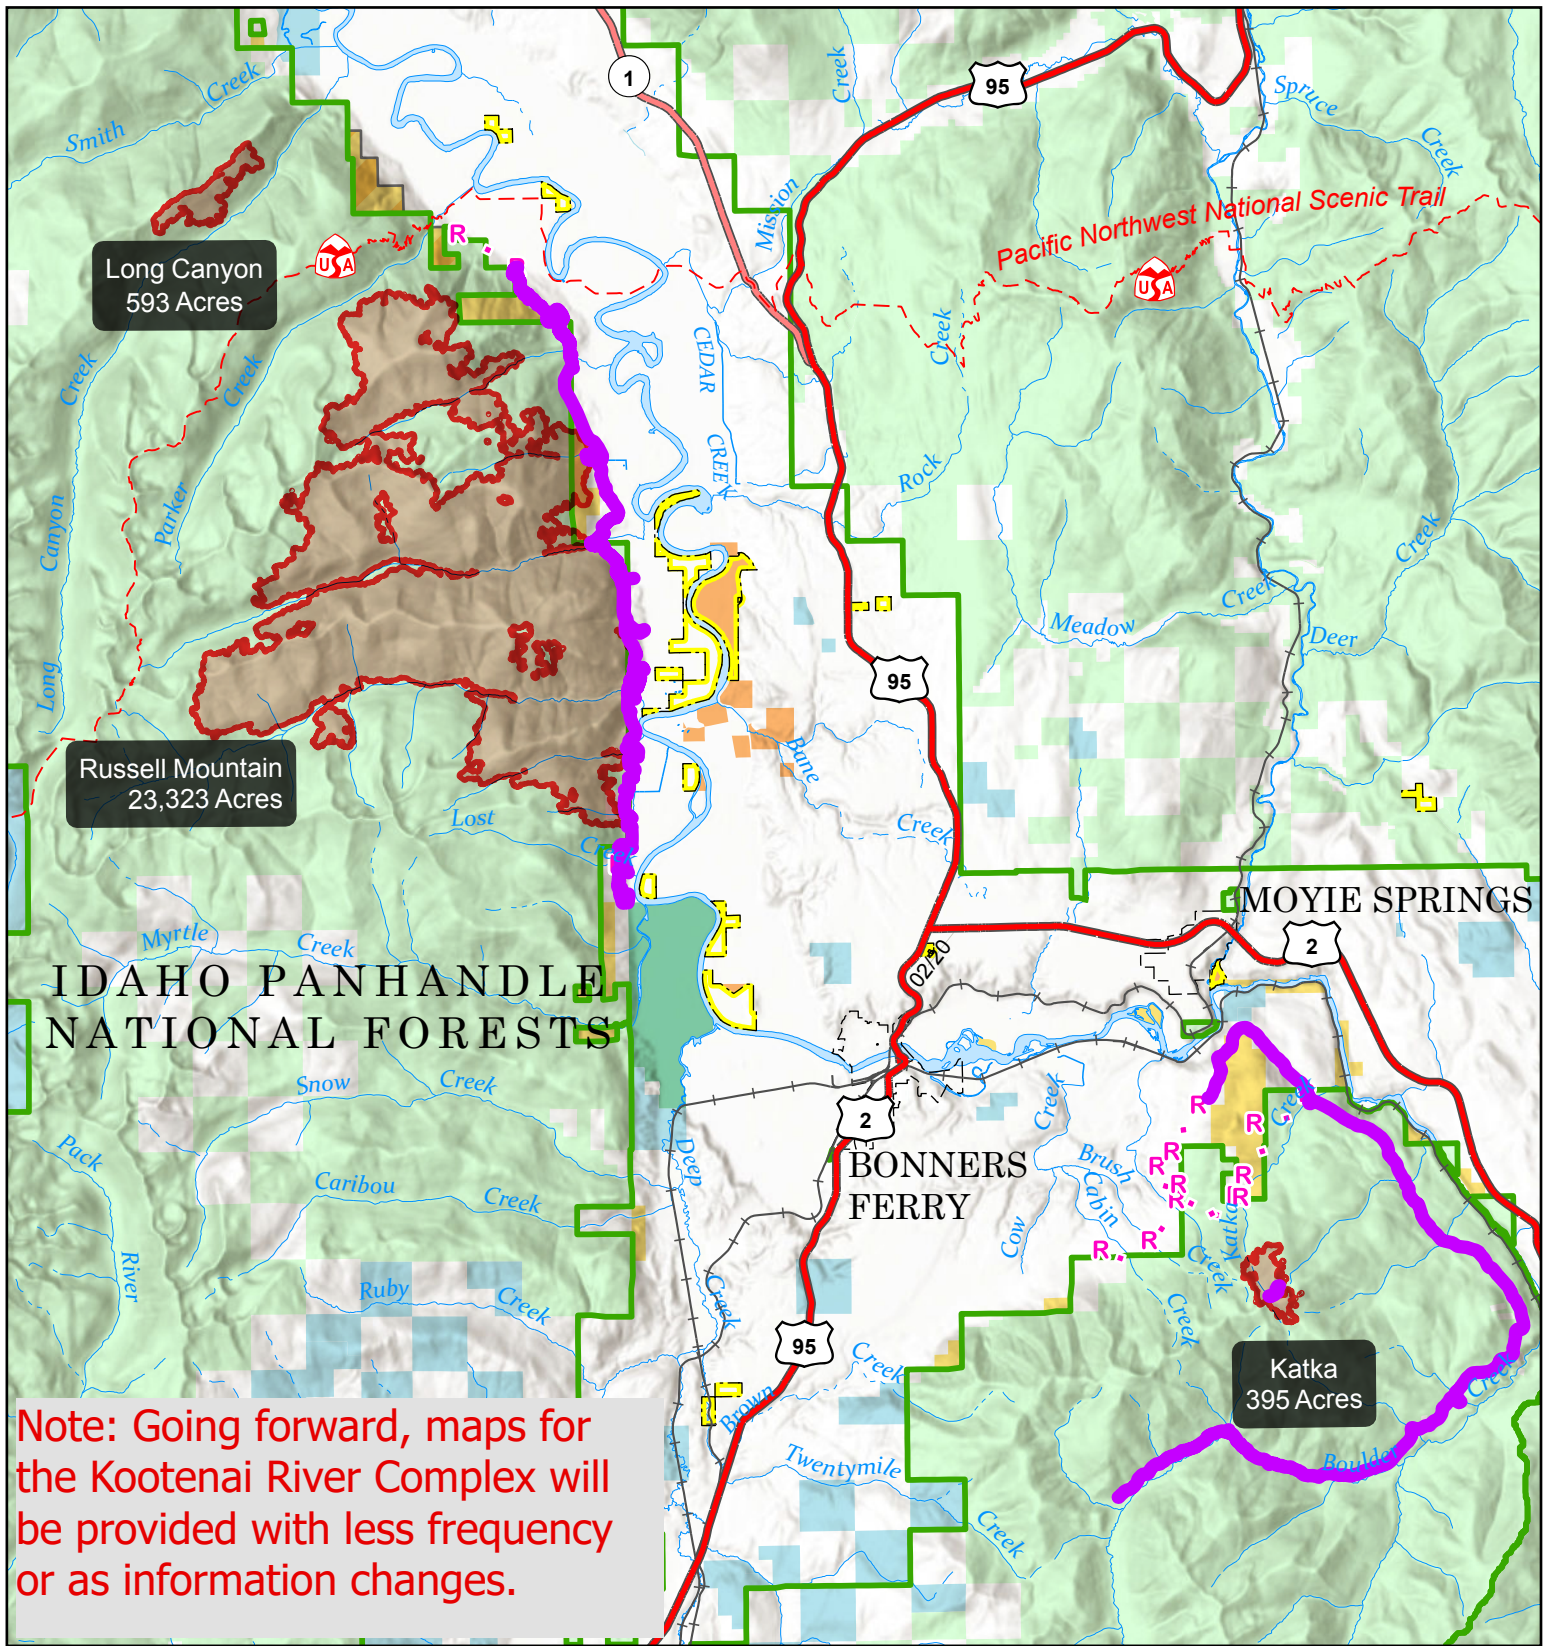 1
95
Creek
Creek
Smith
Spruce
Creek
Mission
Pacific Northwest National Scenic Trail
R
USA
USA
Long Canyon
593 Acres
Creek
Creek
Creek
CEDAR
CREEK
Rock
Parker
Canyon
Long
Creek
Creek
Meadow
Deer
95
Bane
Creek
Russell Mountain
23,323 Acres
Lost
Creek
MOYIE SPRINGS
2
Myrtle
Creek
02/20
IDAHO PANHANDLE
NATIONAL FORESTS
Snow
Creek
Creek
Creek
R
R
2
Pack
River
Deep
Creek
BONNERS
FERRY
Brush
Cabin
Creek
Cow
Creek
Katka
R
R
R
R
R
R
R
R
Caribou
Creek
Ruby
Creek
95
Creek
Brown
Katka
395 Acres
Creek
Boulder
Twentymile
Creek
Note: Going forward, maps for
the Kootenai River Complex will
be provided with less frequency
or as information changes.